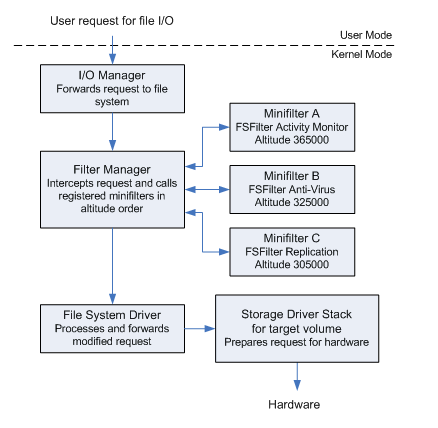 User request for file I/O
User Mode
Kernel Mode
I/O Manager
Forwards request to file
system
Filter Manager
Intercepts request and calls
registered minifilters in
altitude order
Minifilter A
FSFilter Activity Monitor
Altitude 365000
Minifilter B
FSFilter Anti-Virus
Altitude 325000
Minifilter C
FSFilter Replication
Altitude 305000
File System Driver
Processes and forwards
modified request
Storage Driver Stack
for target volume
Prepares request for hardware
Hardware